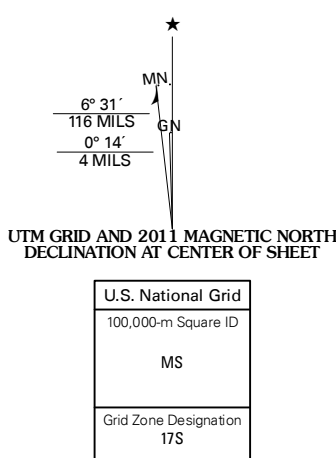 ★
MN.
6° 31´
116 MILS
GN
0° 14´
4 MILS
UTM GRID AND 2011 MAGNETIC NORTH
DECLINATION AT CENTER OF SHEET
U.S. National Grid
100,000-m Square ID
MS
Grid Zone Designation
17S